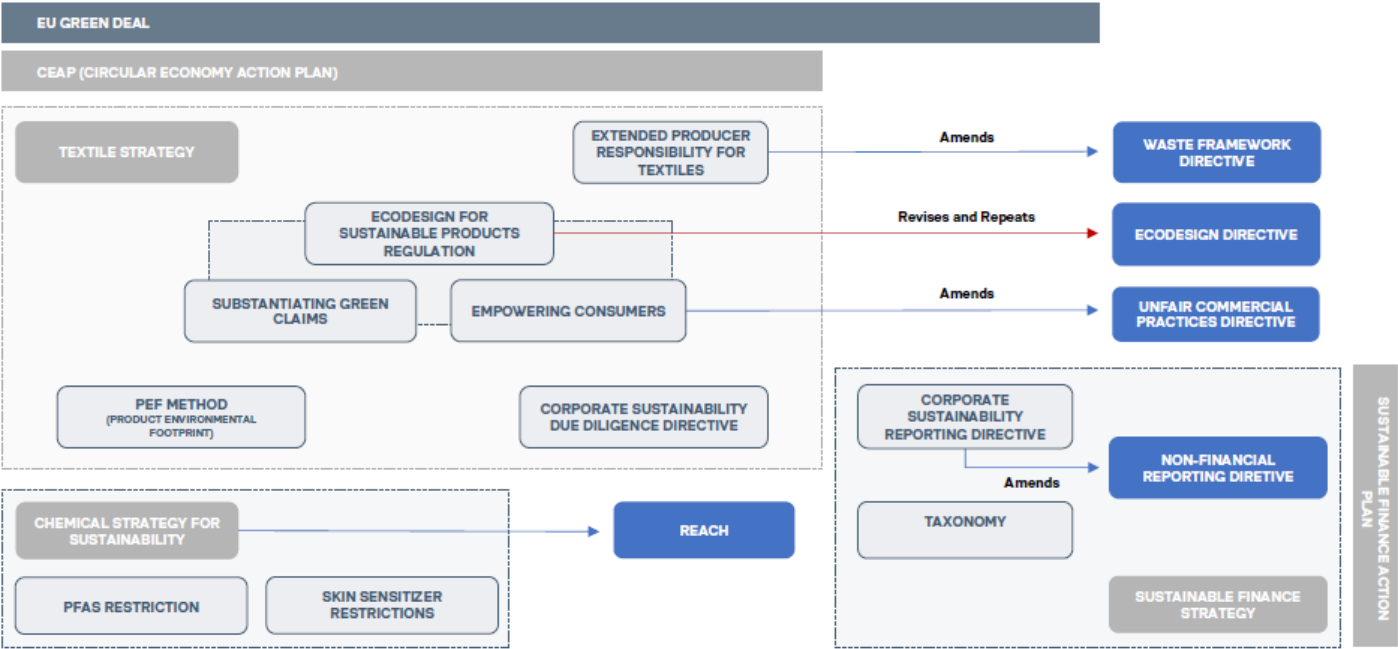 EU GREEN DEAL
CEAP (CIRCULAR ECONOMY ACTION PLAN)
TEXTILE STRATEGY
EXTENDED PRODUCER
RESPONSIBILITY FOR
TEXTILES
Amends
WASTE FRAMEWORK
DIRECTIVE
ECODESIGN FOR
SUSTAINABLE PRODUCTS
REGULATION
Revises and Repeats
ECODESIGN DIRECTIVE
SUBSTANTIATING GREEN
CLAIMS
EMPOWERING CONSUMERS
Amends
UNFAIR COMMERCIAL
PRACTICES DIRECTIVE
PEF METHOD
(PRODUCT ENVIRONMENTAL
FOOTPRINT)
CORPORATE SUSTAINABILITY
DUE DILIGENCE DIRECTIVE
CORPORATE
SUSTAINABILITY
REPORTING DIRECTIVE
Amends
NON-FINANCIAL
REPORTING DIRETIVE
TAXONOMY
SUSTAINABLE FINANCE
STRATEGY
SUSTAINABLE FINANCE ACTION
PLAN
CHEMICAL STRATEGY FOR
SUSTAINABILITY
REACH
PFAS RESTRICTION
SKIN SENSITIZER
RESTRICTIONS